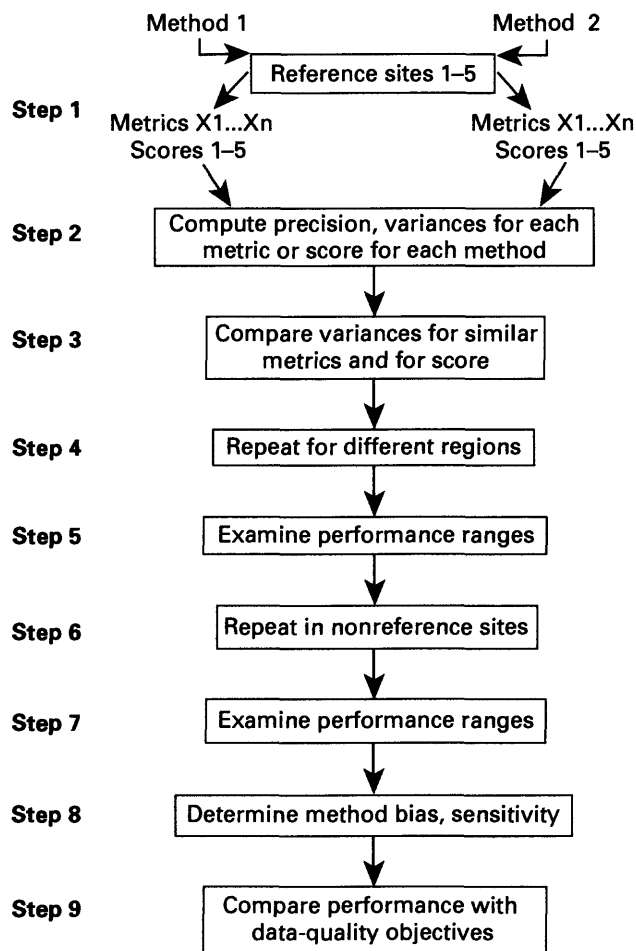 Method 1
Method 2
Reference sites 1–5
Step 1
Metrics X1...Xn
Scores 1–5
Metrics X1...Xn
Scores 1–5
Step 2
Compute precision, variances for each
metric or score for each method
Step 3
Compare variances for similar
metrics and for score
Step 4
Repeat for different regions
Step 5
Examine performance ranges
Step 6
Repeat in nonreference sites
Step 7
Examine performance ranges
Step 8
Determine method bias, sensitivity
Step 9
Compare performance with
data-quality objectives